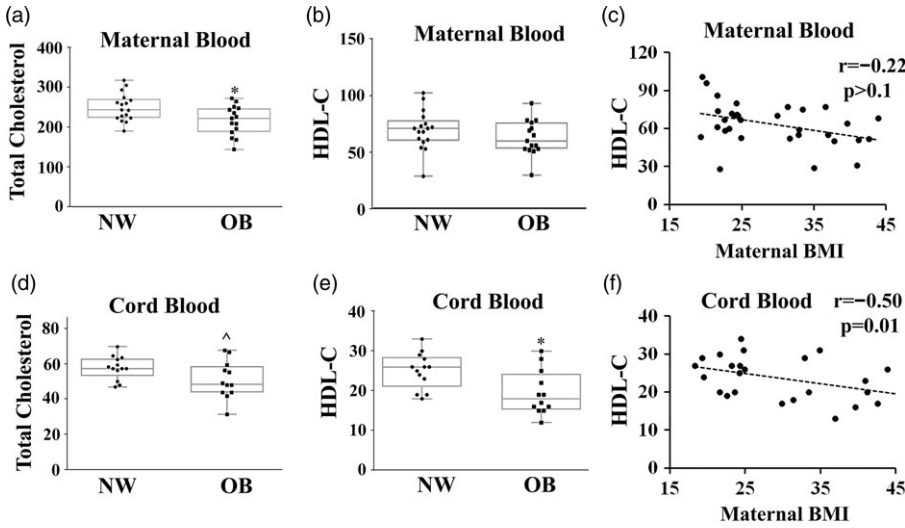 (a)
Maternal Blood
Total Cholesterol
400
300
200
100
0
*
NW OB
(b)
Maternal Blood
HDL-C
150
100
50
0
NW OB
(c)
Maternal Blood
r=−0.22
p>0.1
HDL-C
120
90
60
30
0
15 25 35 45
Maternal BMI
(d)
Cord Blood
Total Cholesterol
80
60
40
20
0
^
NW OB
(e)
Cord Blood
HDL-C
40
30
20
10
0
*
NW OB
(f)
Cord Blood
r=−0.50
p=0.01
HDL-C
40
30
20
10
0
15 25 35 45
Maternal BMI